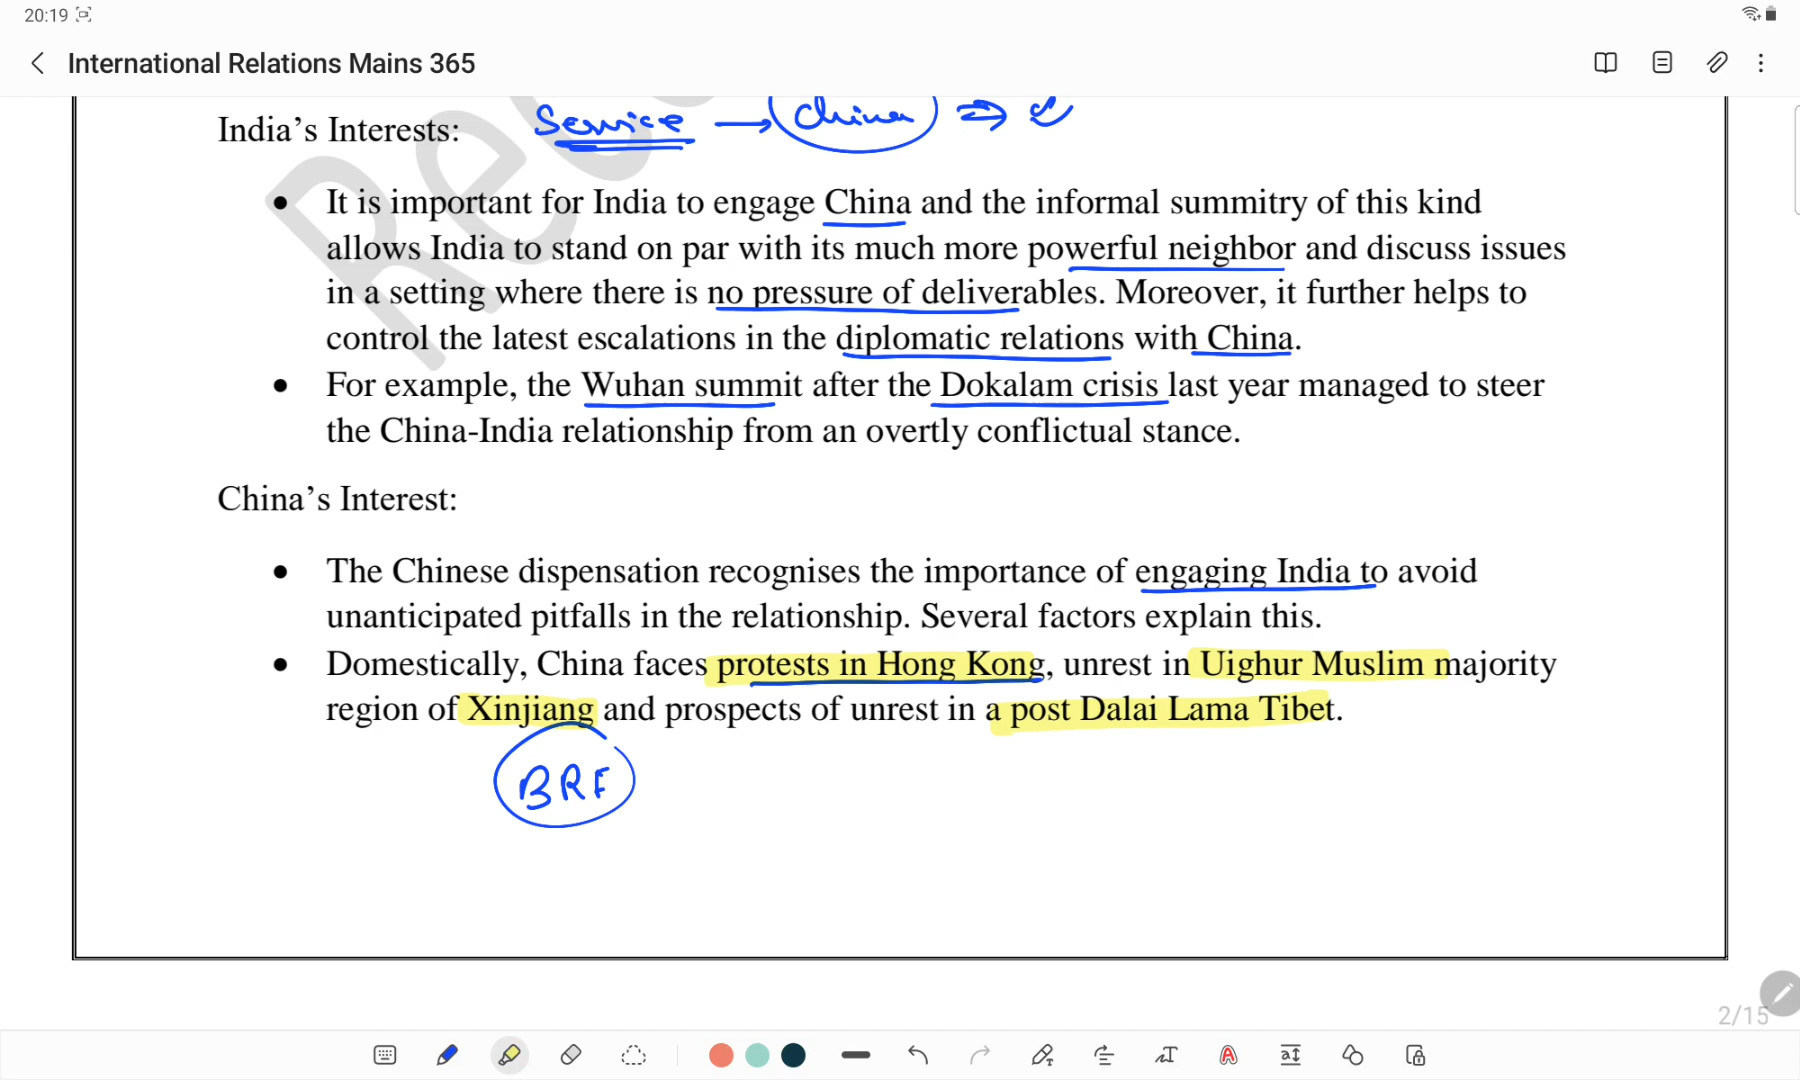 20:19
International Relations Mains 365
Service → China ⇒
India’s Interests:
• It is important for India to engage China and the informal summitry of this kind
allows India to stand on par with its much more powerful neighbor and discuss issues
in a setting where there is no pressure of deliverables. Moreover, it further helps to
control the latest escalations in the diplomatic relations with China.
• For example, the Wuhan summit after the Dokalam crisis last year managed to steer
the China-India relationship from an overtly conflictual stance.
China’s Interest:
• The Chinese dispensation recognises the importance of engaging India to avoid
unanticipated pitfalls in the relationship. Several factors explain this.
• Domestically, China faces protests in Hong Kong, unrest in Uighur Muslim majority
region of Xinjiang and prospects of unrest in a post Dalai Lama Tibet.
BRF
2/15